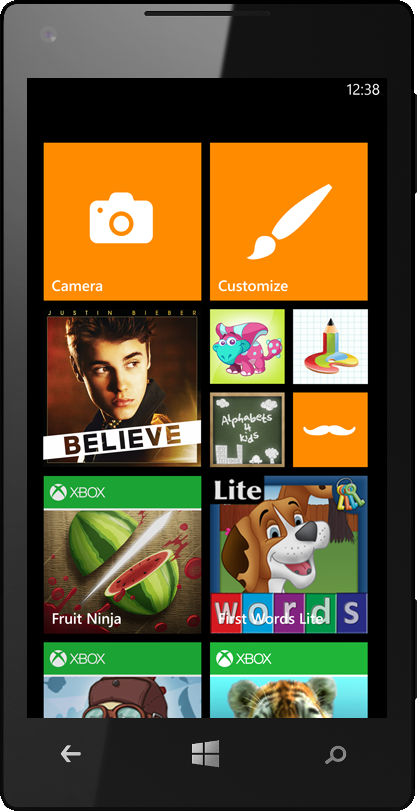 12:38
Camera
Customize
JUSTIN BIEBER
BELIEVE
Alphabets
4
kids
XBOX
Fruit Ninja
Lite
words
First Words Lite
XBOX
XBOX